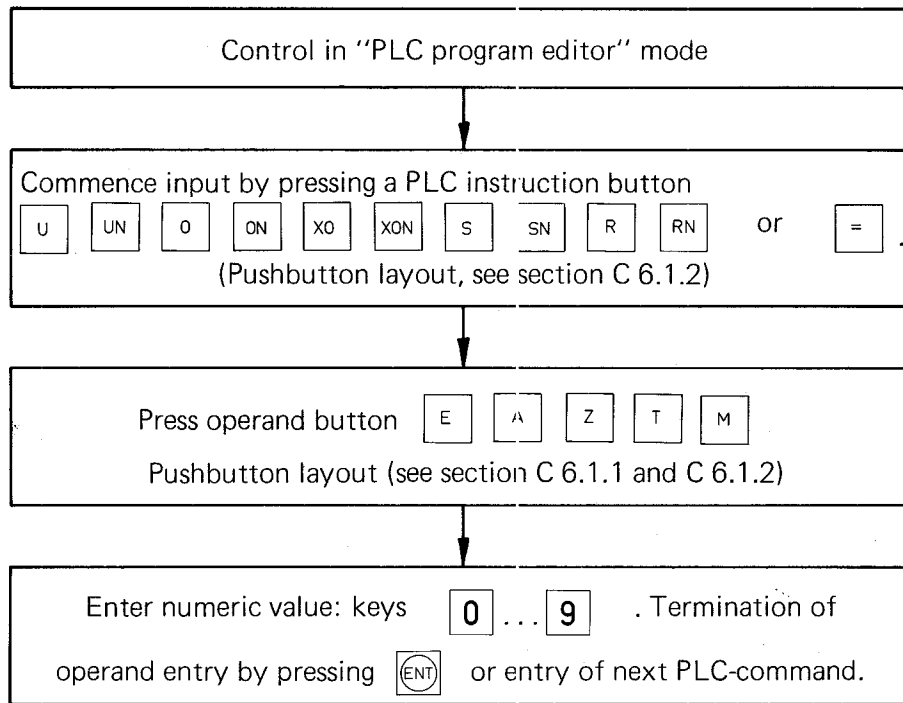 Control in "PLC program editor" mode
Commence input by pressing a PLC instruction button
U UN O ON XO XON S SN R RN or = .
(Pushbutton layout, see section C 6.1.2)
Press operand button E A Z T M
Pushbutton layout (see section C 6.1.1 and C 6.1.2)
Enter numeric value: keys 0 ... 9 . Termination of
operand entry by pressing ENT or entry of next PLC-command.